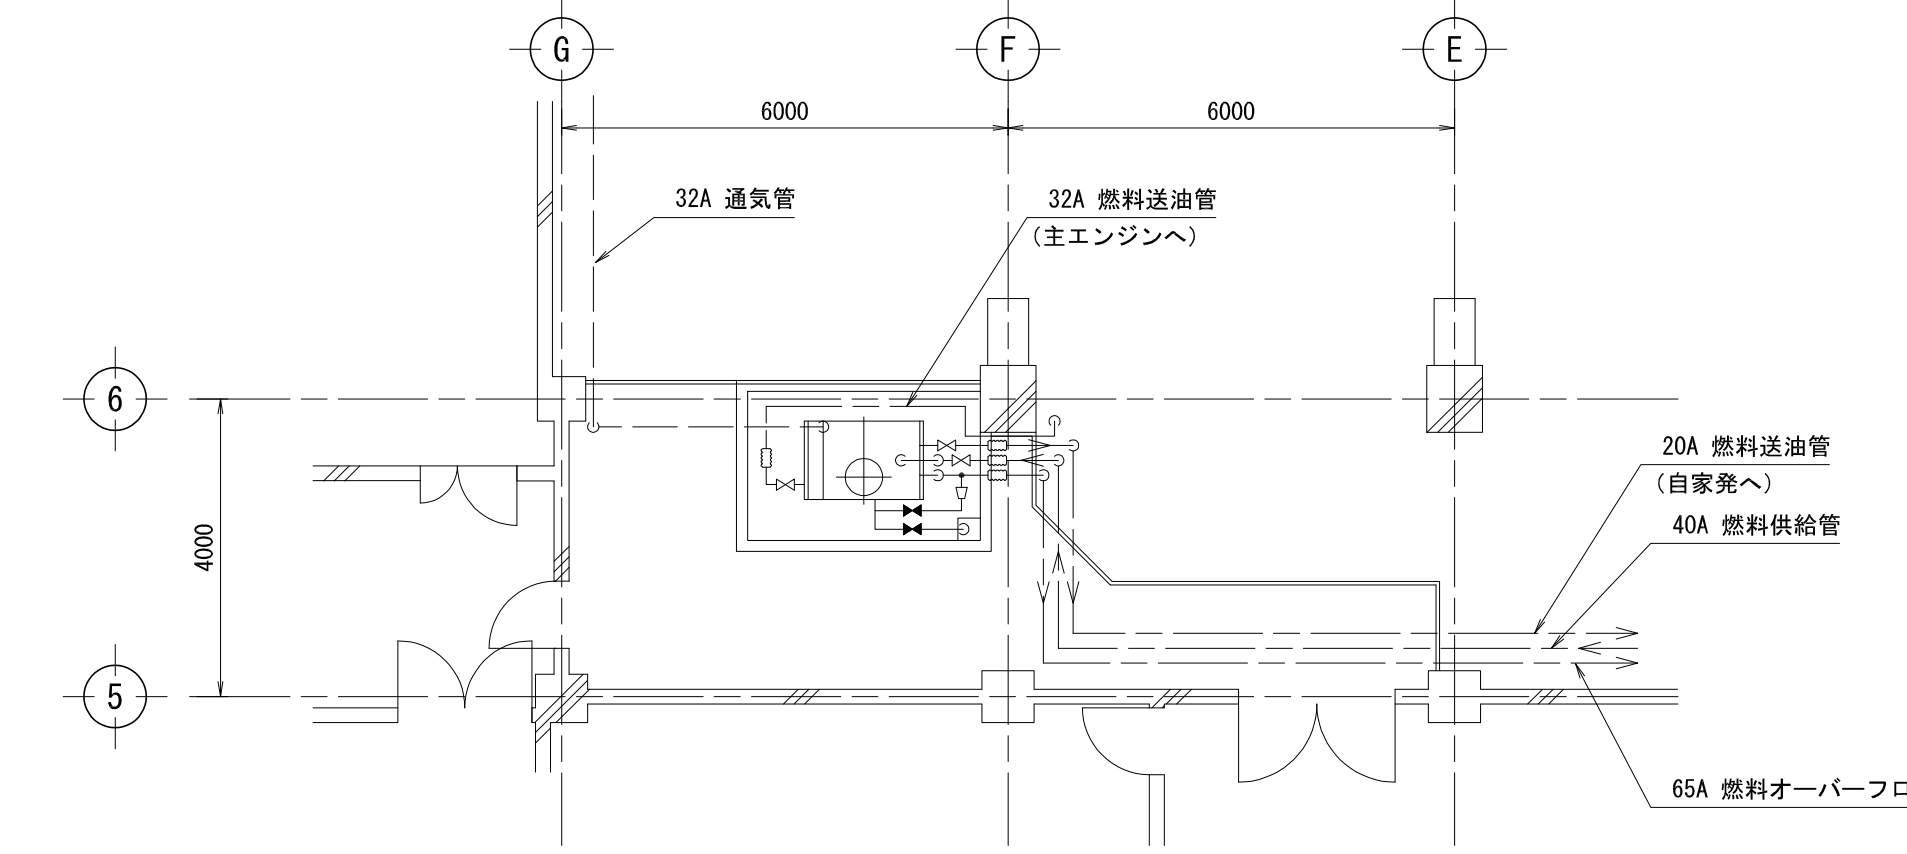 G
F
E
6000
6000
32A 通気管
32A 燃料送油管
(主エンジンへ)
6
20A 燃料送油管
(自家発へ)
40A 燃料供給管
4000
5
65A 燃料オーバーフロ